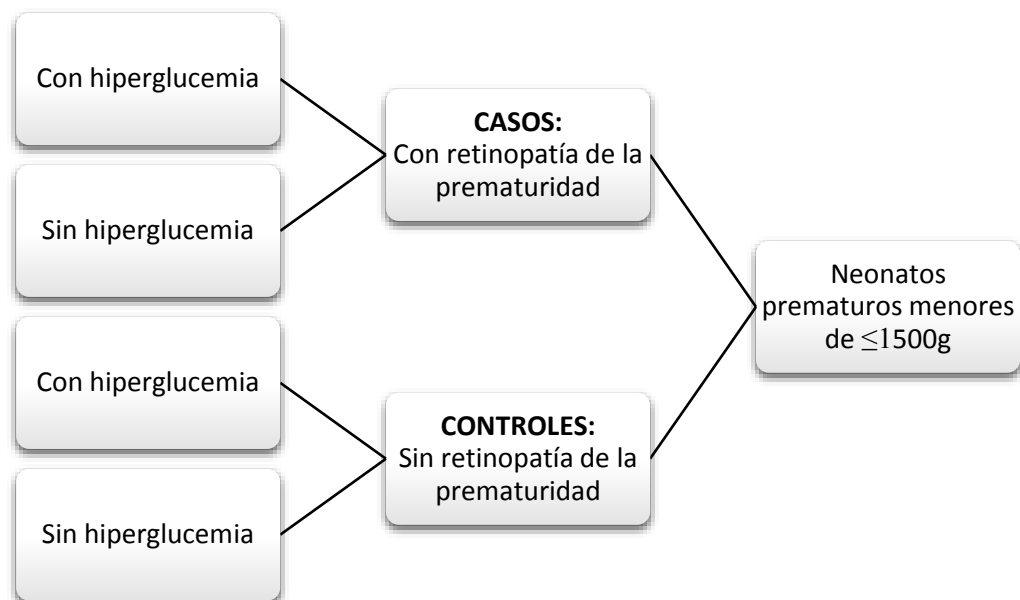 Con hiperglucemia
Sin hiperglucemia
Con hiperglucemia
Sin hiperglucemia
CASOS:
Con retinopatía de la
prematuridad
CONTROLES:
Sin retinopatía de la
prematuridad
Neonatos
prematuros menores
de ≤1500g